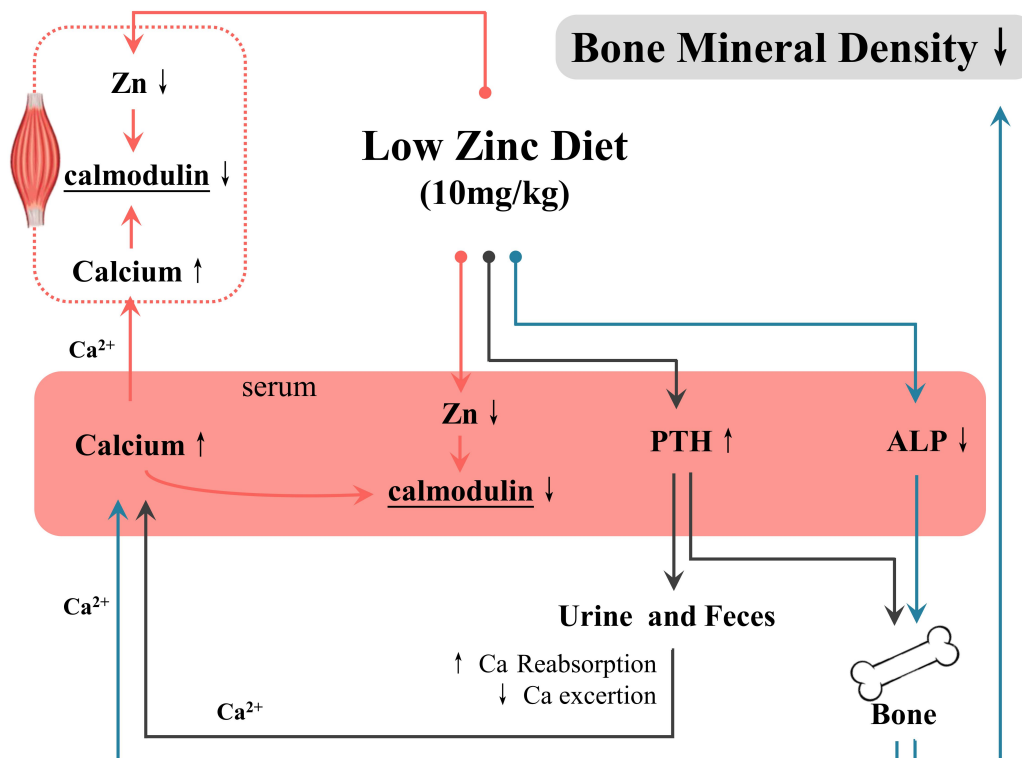 Bone Mineral Density ↓
Zn ↓
Low Zinc Diet
(10mg/kg)
calmodulin ↓
Calcium ↑
Ca²⁺
serum
Zn ↓
Calcium ↑
PTH ↑
ALP ↓
calmodulin ↓
Ca²⁺
Urine and Feces
↑ Ca Reabsorption
↓ Ca excertion
Ca²⁺
Bone